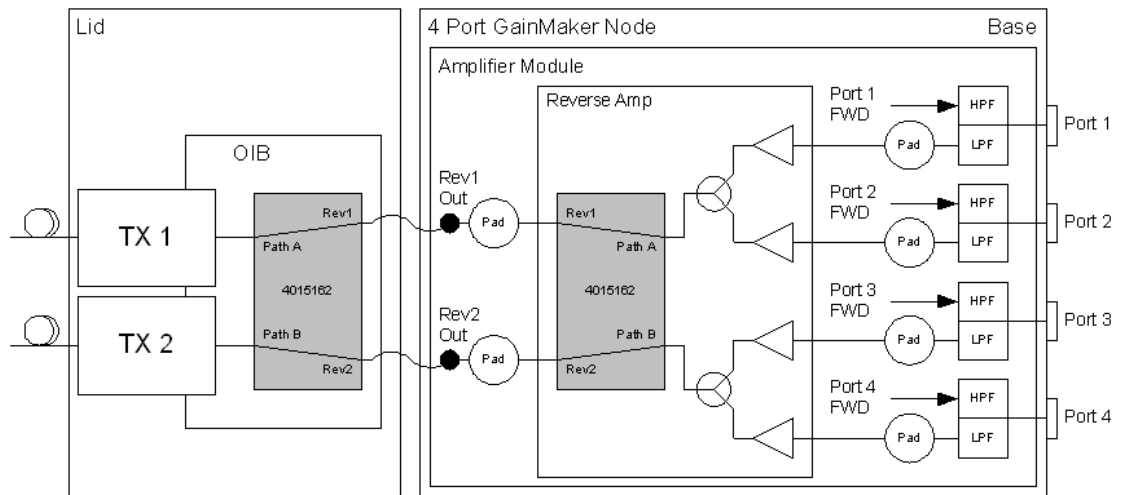 Lid
4 Port GainMaker Node
Base
Amplifier Module
Reverse Amp
OIB
TX 1
TX 2
Rev1
Path A
4015162
Path B
Rev2
Rev1
Out
Pad
Rev2
Out
Pad
Rev1
Path A
4015162
Path B
Rev2
Port 1
FWD
Pad
HPF
LPF
Port 1
Port 2
FWD
Pad
HPF
LPF
Port 2
Port 3
FWD
Pad
HPF
LPF
Port 3
Port 4
FWD
Pad
HPF
LPF
Port 4